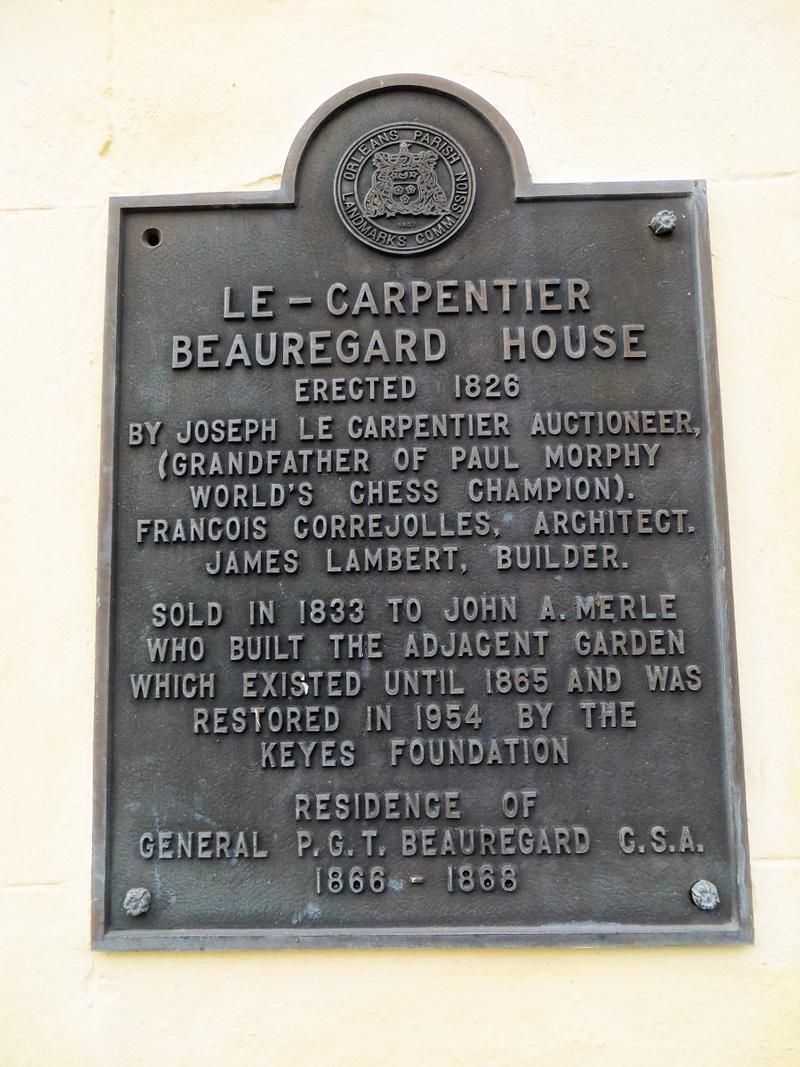 ORLEANS PARISH
LANDMARKS COMMISSION
LE-CARPENTIER
BEAUREGARD HOUSE
ERECTED 1826
BY JOSEPH LE CARPENTIER AUCTIONEER,
(GRANDFATHER OF PAUL MORPHY
WORLD'S CHESS CHAMPION).
FRANCOIS CORREJOLLES, ARCHITECT.
JAMES LAMBERT, BUILDER.
SOLD IN 1833 TO JOHN A. MERLE
WHO BUILT THE ADJACENT GARDEN
WHICH EXISTED UNTIL 1865 AND WAS
RESTORED IN 1954 BY THE
KEYES FOUNDATION
RESIDENCE OF
GENERAL P.G.T. BEAUREGARD C.S.A.
1866 - 1868